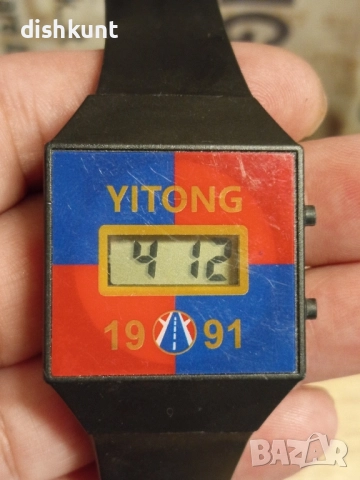 dishkunt
YITONG
4 12
19 91
BAZAR